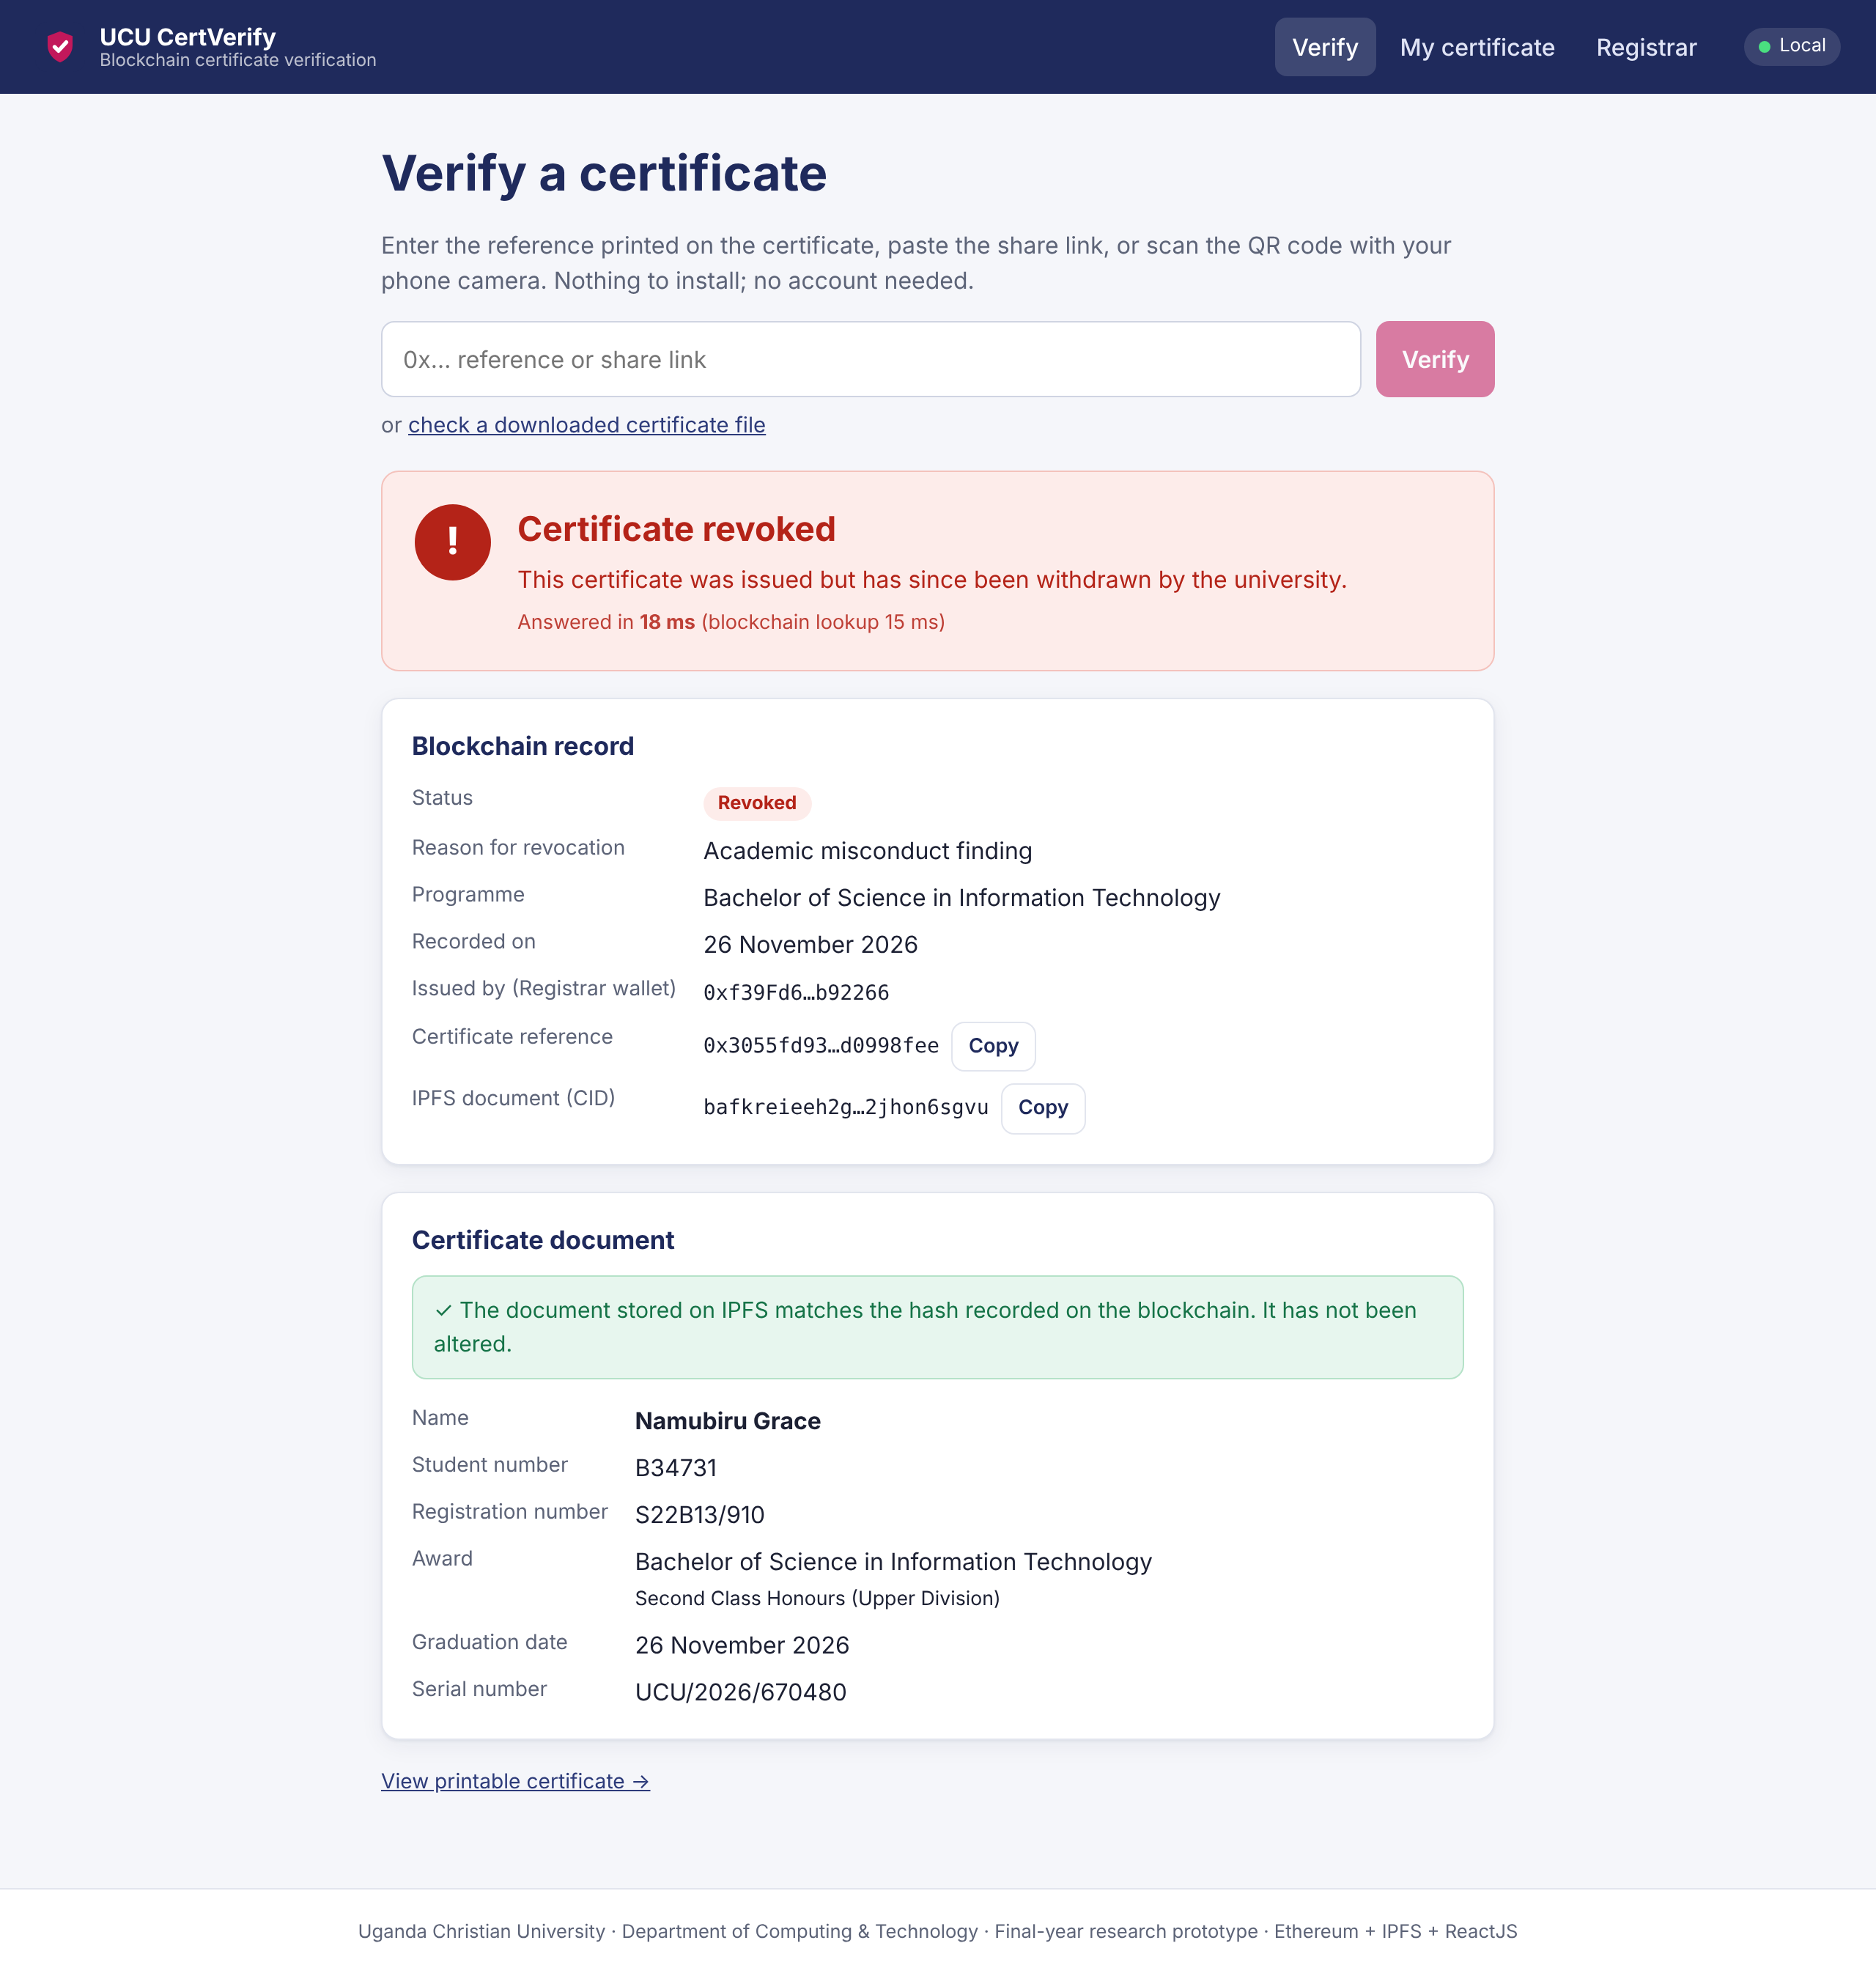 UCU CertVerify
Blockchain certificate verification
Verify
My certificate
Registrar
Local
Verify a certificate
Enter the reference printed on the certificate, paste the share link, or scan the QR code with your
phone camera. Nothing to install; no account needed.
0x... reference or share link
Verify
or check a downloaded certificate file
!
Certificate revoked
This certificate was issued but has since been withdrawn by the university.
Answered in 18 ms (blockchain lookup 15 ms)
Blockchain record
Status Revoked
Reason for revocation Academic misconduct finding
Programme Bachelor of Science in Information Technology
Recorded on 26 November 2026
Issued by (Registrar wallet) 0xf39Fd6…b92266
Certificate reference 0x3055fd93…d0998fee Copy
IPFS document (CID) bafkreieeh2g…2jhon6sgvu Copy
Certificate document
✓ The document stored on IPFS matches the hash recorded on the blockchain. It has not been
altered.
Name Namubiru Grace
Student number B34731
Registration number S22B13/910
Award Bachelor of Science in Information Technology
Second Class Honours (Upper Division)
Graduation date 26 November 2026
Serial number UCU/2026/670480
View printable certificate →
Uganda Christian University · Department of Computing & Technology · Final-year research prototype · Ethereum + IPFS + ReactJS